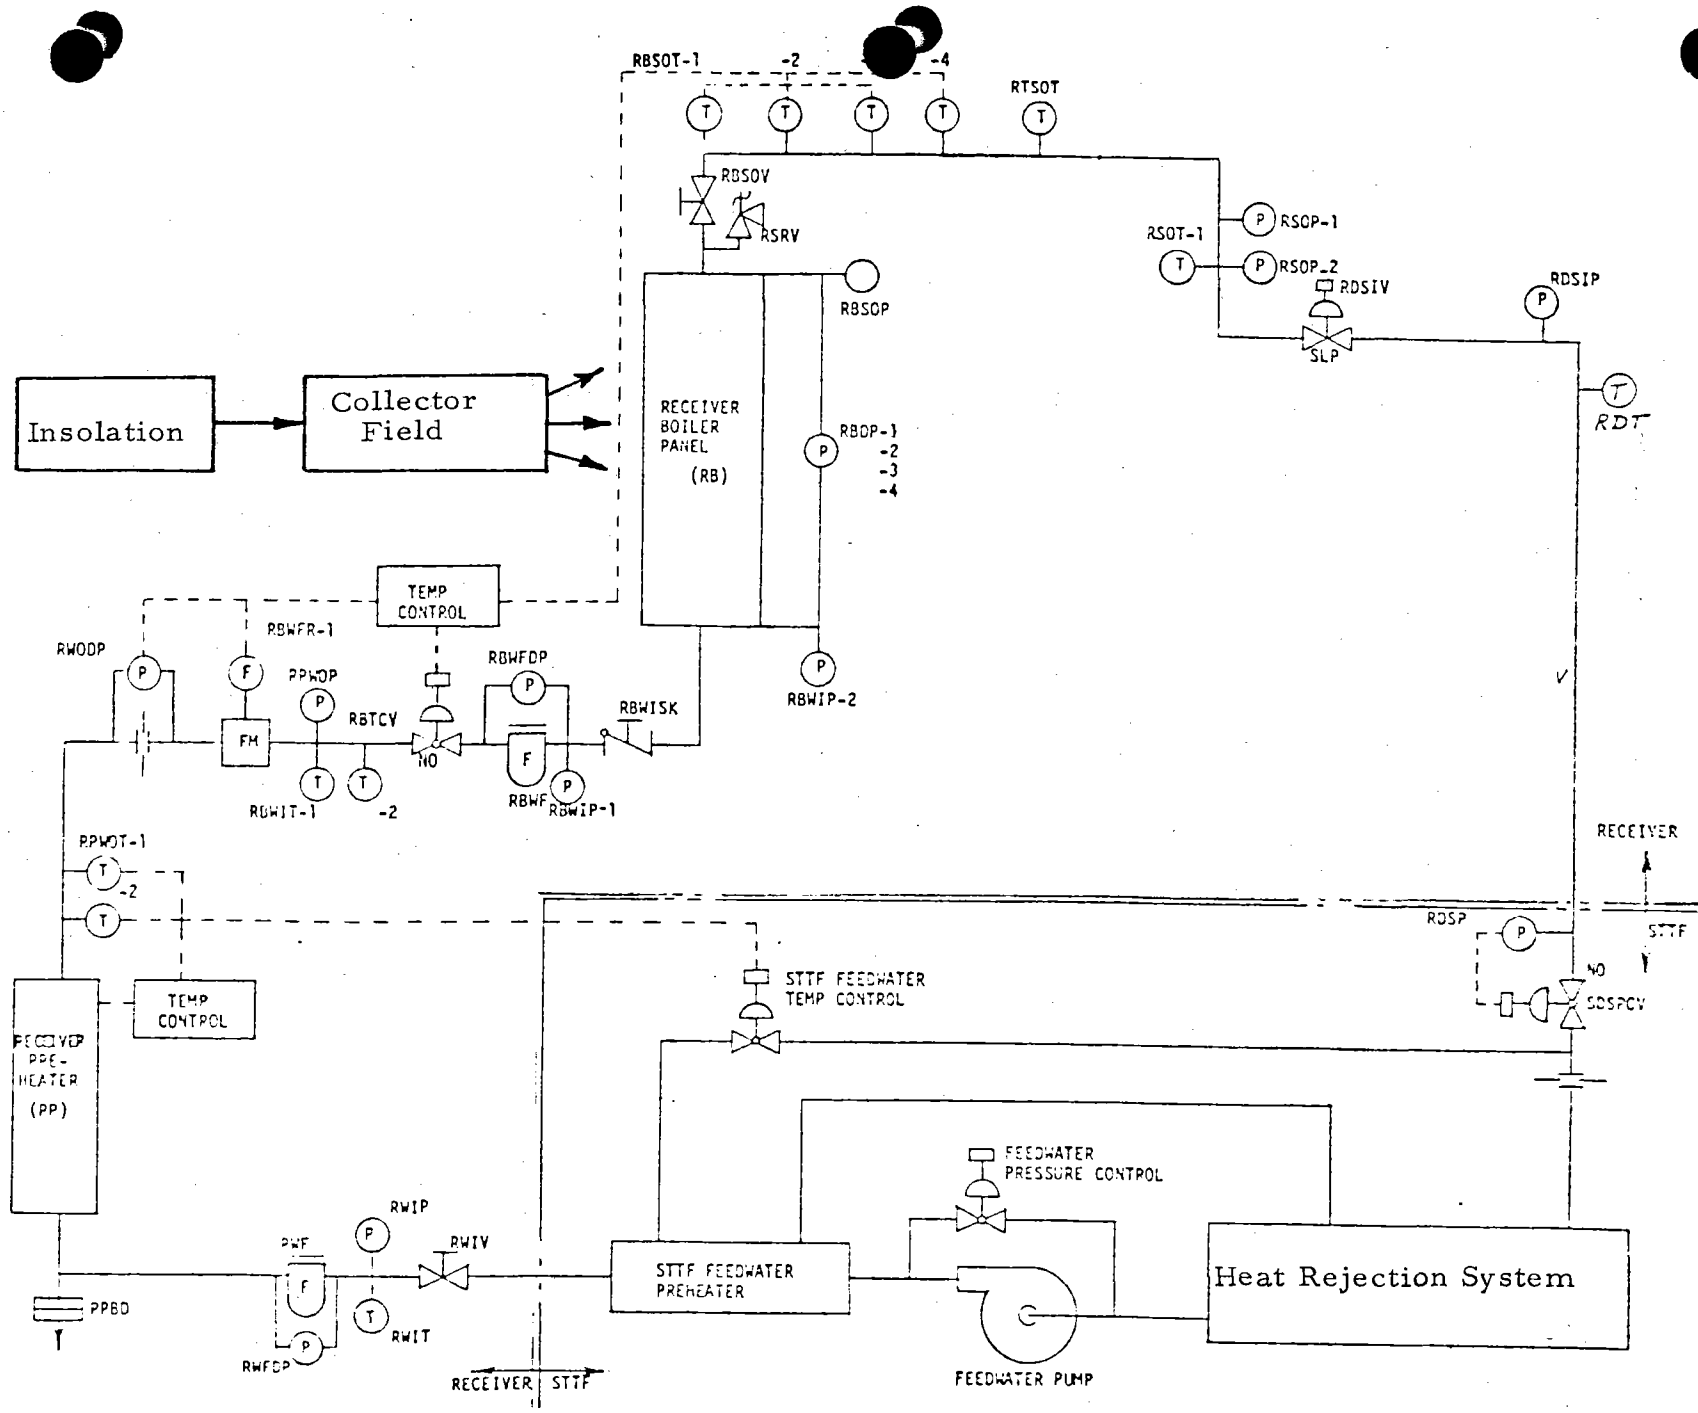 RBSOT-1 -2 -4
T T T T
RTSOT
T
RBSOV
RSRV
RSOT-1
T
P RSOP-1
P RSOP-2
RDSIV
SLP
RDSIP
P
T
RDT
RBSOP
Insolation
Collector
Field
RECEIVER
BOILER
PANEL
(RB)
RBDP-1
P
-2
-3
-4
TEMP
CONTROL
RBWFR-1
RWODP
P
F
PPWOP
P
RBTCV
RBWFDP
P
RBWISK
P
RBWIP-2
FM
NO
F
T T
RBWIT-1 -2
RBWF
P
RBWIP-1
V
RPWOT-1
T
-2
T
RECEIVER
STTF
RDSP
P
NO
SDSPCV
STTF FEEDWATER
TEMP CONTROL
TEMP
CONTROL
RECEIVER
PRE-
HEATER
(PP)
FEEDWATER
PRESSURE CONTROL
RWIP
P
RWF
F
RWIV
T
RWIT
P
RWFDP
PPBD
STTF FEEDWATER
PREHEATER
Heat Rejection System
FEEDWATER PUMP
RECEIVER STTF